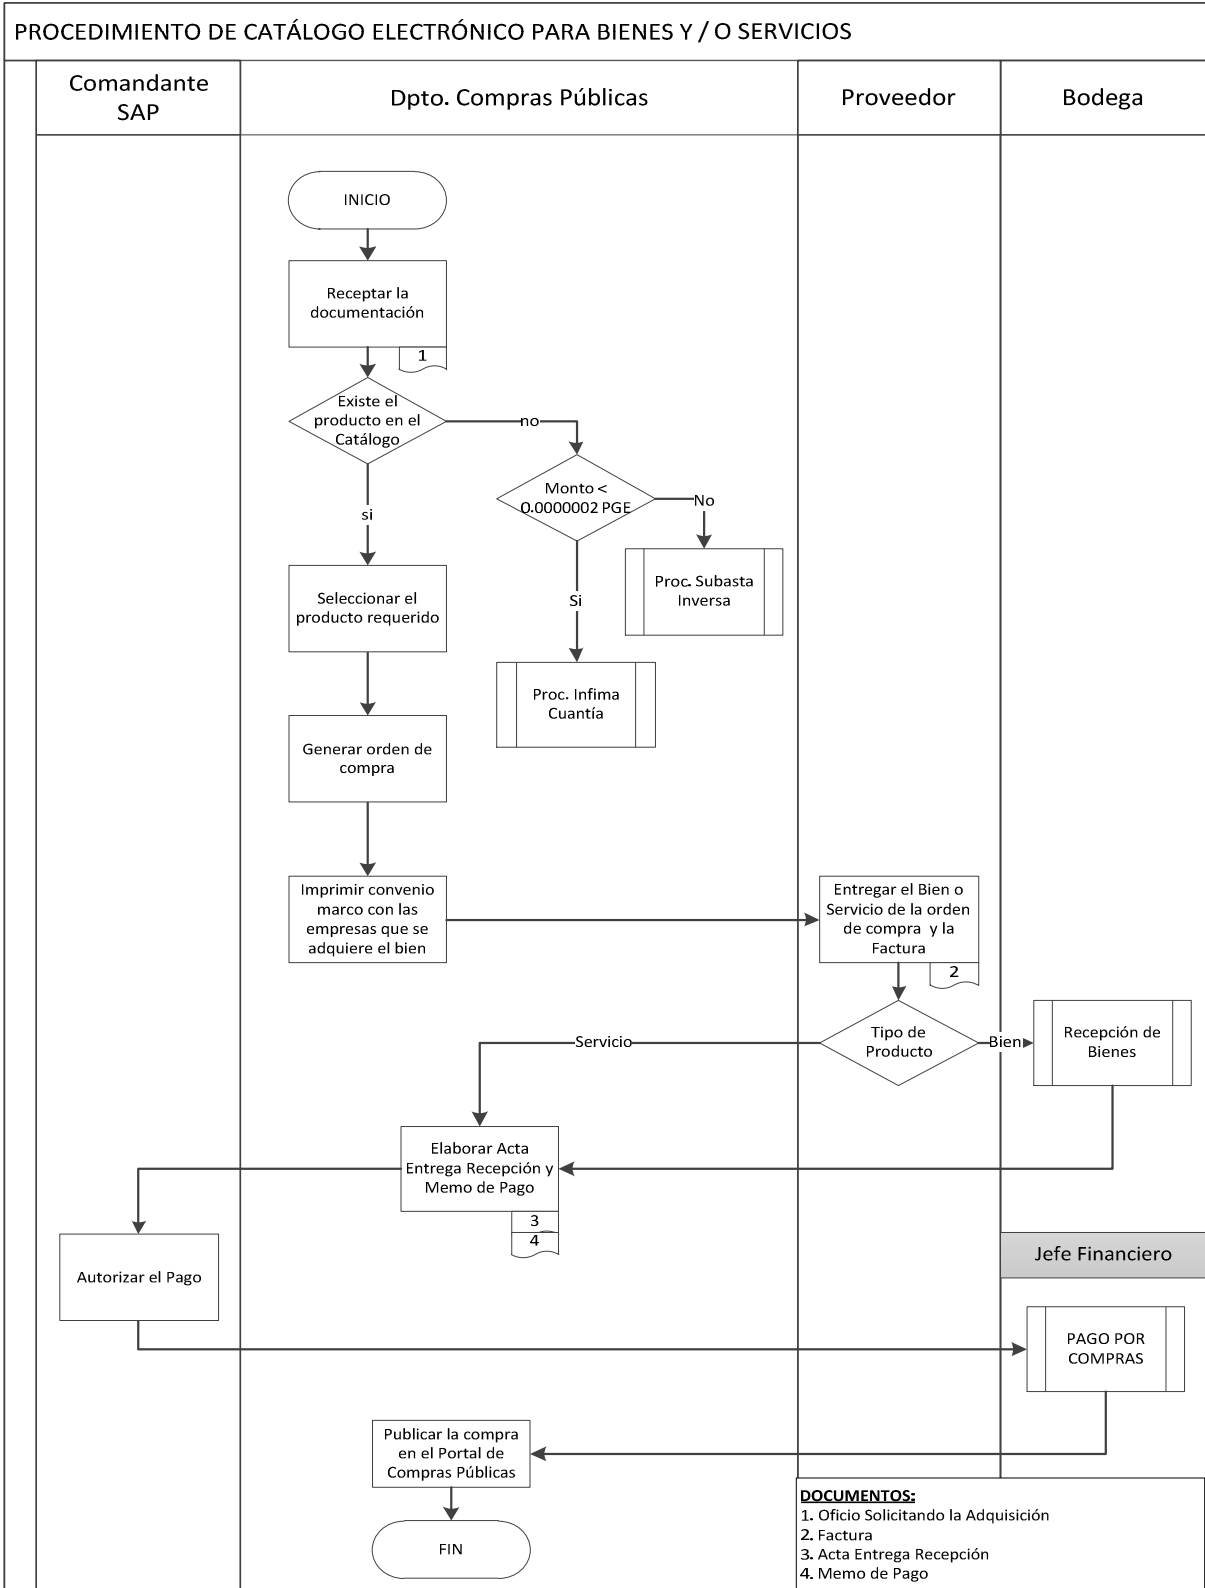 PROCEDIMIENTO DE CATÁLOGO ELECTRÓNICO PARA BIENES Y / O SERVICIOS
Comandante
SAP
Dpto. Compras Públicas
Proveedor
Bodega
INICIO
Receptar la
documentación
1
Existe el
producto en el
Catálogo
no
si
Monto <
0.0000002 PGE
No
Si
Proc. Subasta
Inversa
Proc. Infima
Cuantía
Seleccionar el
producto requerido
Generar orden de
compra
Imprimir convenio
marco con las
empresas que se
adquiere el bien
Entregar el Bien o
Servicio de la orden
de compra y la
Factura
2
Tipo de
Producto
Servicio
Bien
Recepción de
Bienes
Elaborar Acta
Entrega Recepción y
Memo de Pago
3
4
Autorizar el Pago
Jefe Financiero
PAGO POR
COMPRAS
Publicar la compra
en el Portal de
Compras Públicas
FIN
DOCUMENTOS:
1. Oficio Solicitando la Adquisición
2. Factura
3. Acta Entrega Recepción
4. Memo de Pago